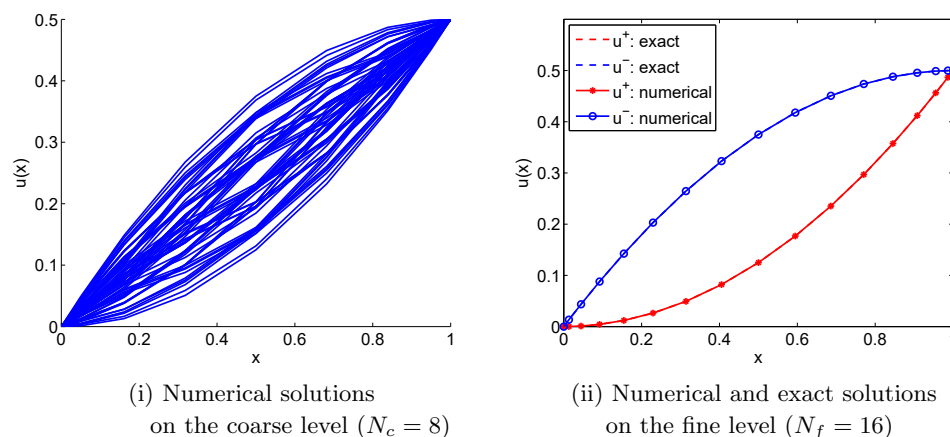 0.5
0.4
0.3
0.2
0.1
0
u(x)
0
0.2
0.4
0.6
0.8
1
x
(i) Numerical solutions
on the coarse level (N_c = 8)
u⁺: exact
u⁻: exact
u⁺: numerical
u⁻: numerical
0.5
0.4
0.3
0.2
0.1
0
u(x)
0
0.2
0.4
0.6
0.8
x
(ii) Numerical and exact solutions
on the fine level (N_f = 16)